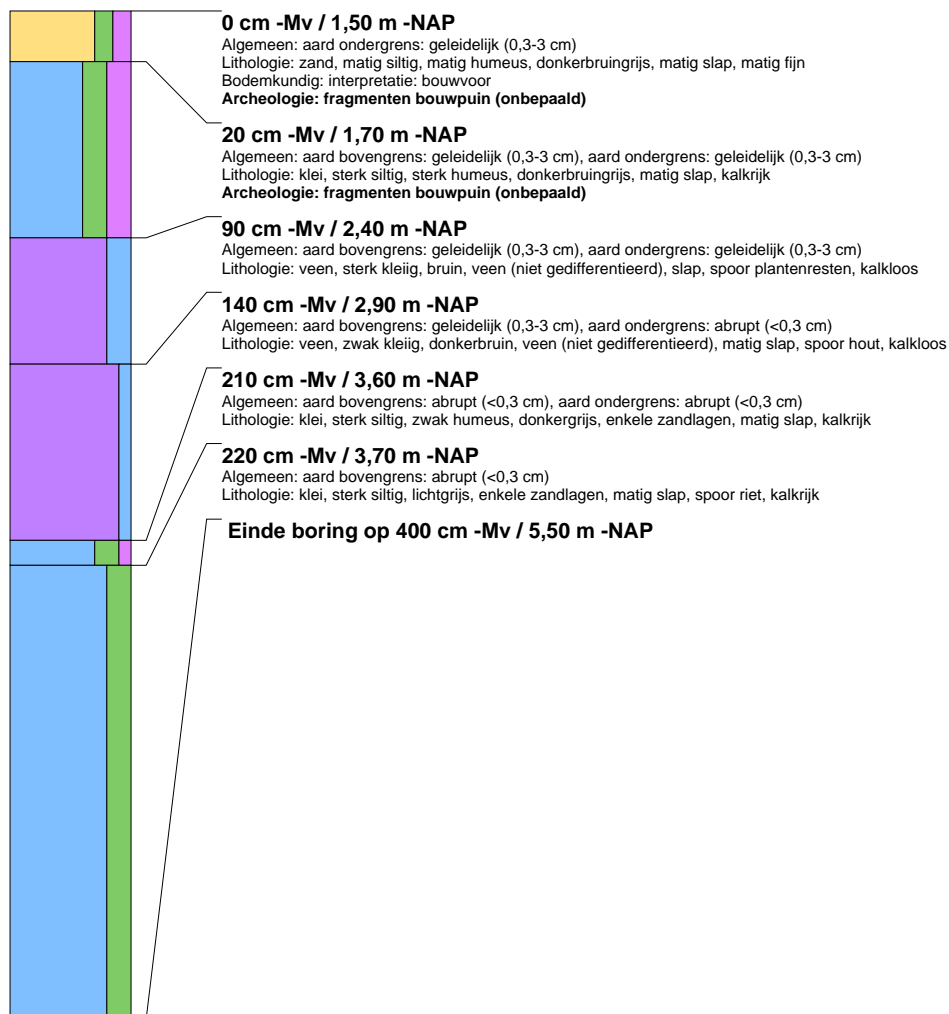 0 cm -Mv / 1,50 m -NAP
Algemeen: aard ondergrens: geleidelijk (0,3-3 cm)
Lithologie: zand, matig siltig, matig humeus, donkerbruingrijs, matig slap, matig fijn
Bodemkundig: interpretatie: bouwvoor
Archeologie: fragmenten bouwpuin (onbepaald)
20 cm -Mv / 1,70 m -NAP
Algemeen: aard bovengrens: geleidelijk (0,3-3 cm), aard ondergrens: geleidelijk (0,3-3 cm)
Lithologie: klei, sterk siltig, sterk humeus, donkerbruingrijs, matig slap, kalkrijk
Archeologie: fragmenten bouwpuin (onbepaald)
90 cm -Mv / 2,40 m -NAP
Algemeen: aard bovengrens: geleidelijk (0,3-3 cm), aard ondergrens: geleidelijk (0,3-3 cm)
Lithologie: veen, sterk kleiig, bruin, veen (niet gedifferentieerd), slap, spoor plantenresten, kalkloos
140 cm -Mv / 2,90 m -NAP
Algemeen: aard bovengrens: geleidelijk (0,3-3 cm), aard ondergrens: abrupt (<0,3 cm)
Lithologie: veen, zwak kleiig, donkerbruin, veen (niet gedifferentieerd), matig slap, spoor hout, kalkloos
210 cm -Mv / 3,60 m -NAP
Algemeen: aard bovengrens: abrupt (<0,3 cm), aard ondergrens: abrupt (<0,3 cm)
Lithologie: klei, sterk siltig, zwak humeus, donkergrijs, enkele zandlagen, matig slap, kalkrijk
220 cm -Mv / 3,70 m -NAP
Algemeen: aard bovengrens: abrupt (<0,3 cm)
Lithologie: klei, sterk siltig, lichtgrijs, enkele zandlagen, matig slap, spoor riet, kalkrijk
Einde boring op 400 cm -Mv / 5,50 m -NAP